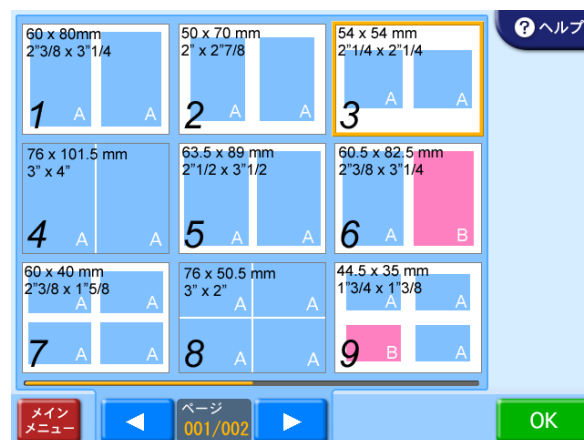 60 x 80mm
2”3/8 x 3”1/4
1
A
A
50 x 70 mm
2” x 2”7/8
2
A
A
54 x 54 mm
2”1/4 x 2”1/4
3
A
A
? ヘルプ
76 x 101.5 mm
3” x 4”
4
A
A
63.5 x 89 mm
2”1/2 x 3”1/2
5
A
A
60.5 x 82.5 mm
2”3/8 x 3”1/4
6
A
B
60 x 40 mm
2”3/8 x 1”5/8
A
A
7
A
A
76 x 50.5 mm
3” x 2”
A
A
8
A
A
44.5 x 35 mm
1”3/4 x 1”3/8
A
A
9
B
A
メイン
メニュー
ページ
001/002
OK